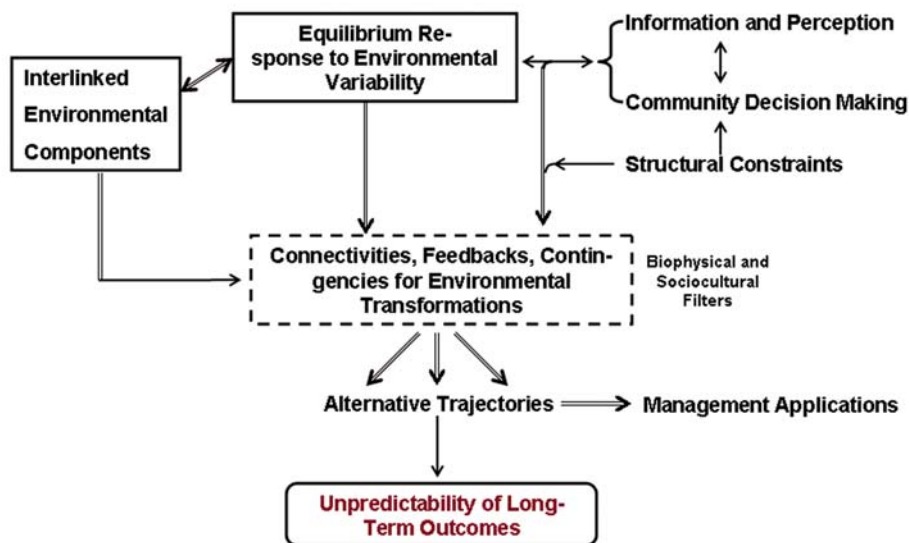 Equilibrium Re-
sponse to Environmental
Variability
Information and Perception
Interlinked
Environmental
Components
Community Decision Making
Structural Constraints
Connectivities, Feedbacks, Contin-
gencies for Environmental
Transformations
Biophysical and
Sociocultural
Filters
Alternative Trajectories
Management Applications
Unpredictability of Long-
Term Outcomes